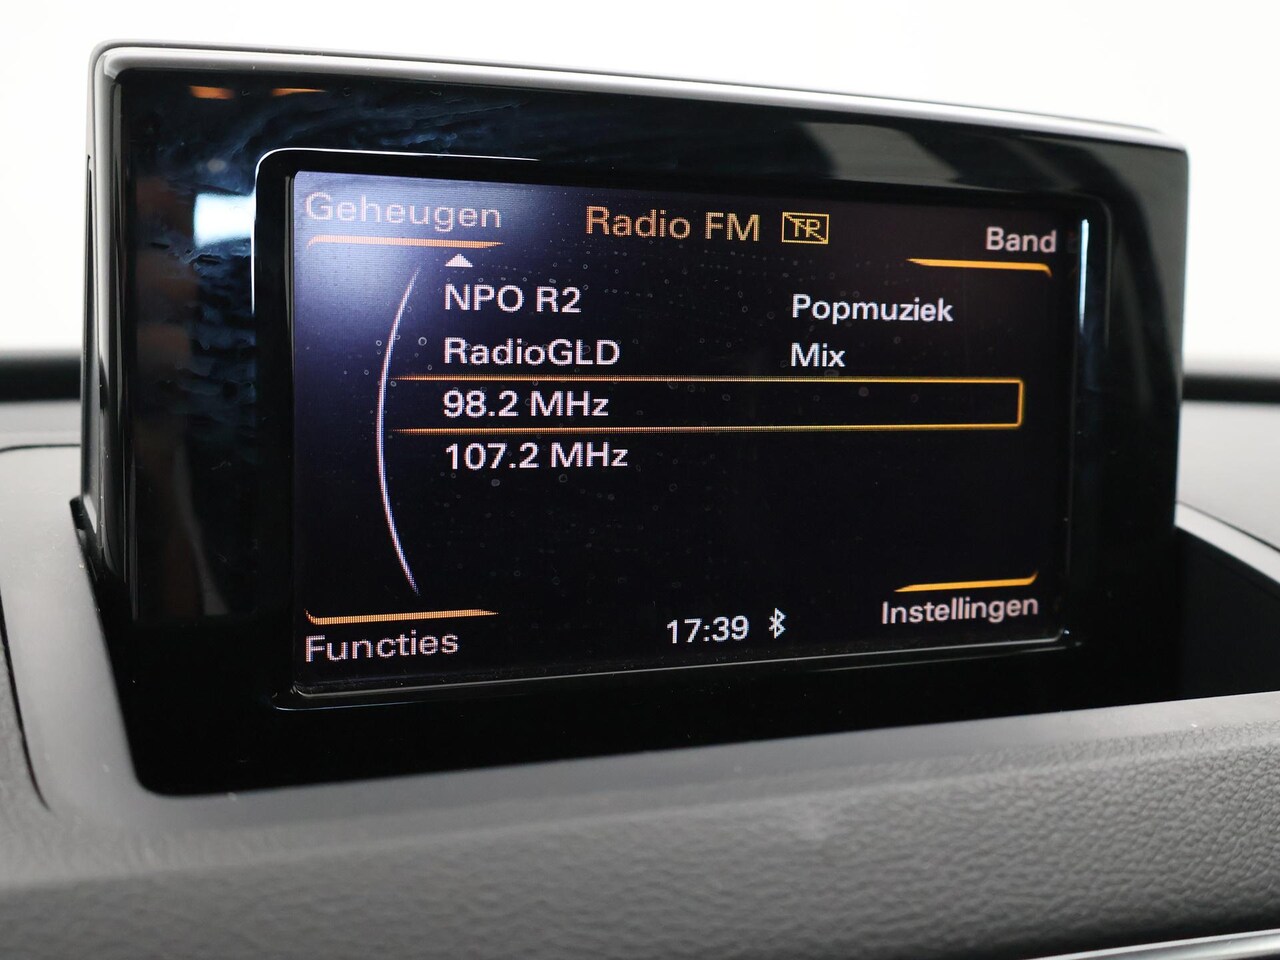 Geheugen Radio FM TP Band
NPO R2 Popmuziek
RadioGLD Mix
98.2 MHz
107.2 MHz
Functies 17:39 Instellingen